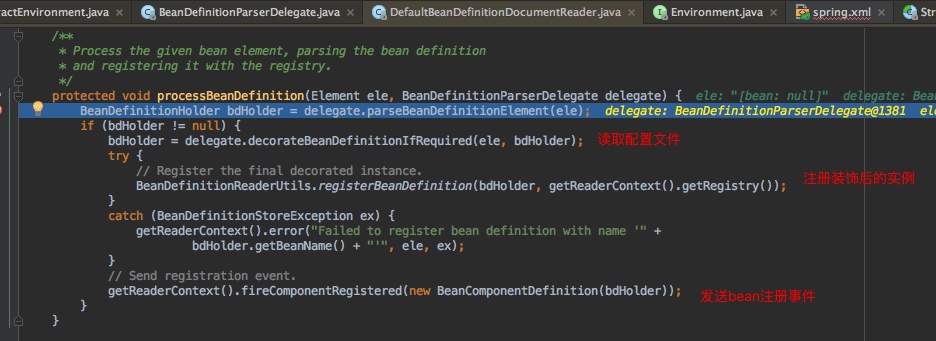 ractEnvironment.java × BeanDefinitionParserDelegate.java × DefaultBeanDefinitionDocumentReader.java × Environment.java × spring.xml × Str
/**
* Process the given bean element, parsing the bean definition
* and registering it with the registry.
*/
protected void processBeanDefinition(Element ele, BeanDefinitionParserDelegate delegate) { ele: "[bean: null]" delegate: Bea
BeanDefinitionHolder bdHolder = delegate.parseBeanDefinitionElement(ele); delegate: BeanDefinitionParserDelegate@1381 ele
if (bdHolder != null) {
bdHolder = delegate.decorateBeanDefinitionIfRequired(ele, bdHolder); 读取配置文件
try {
// Register the final decorated instance.
BeanDefinitionReaderUtils.registerBeanDefinition(bdHolder, getReaderContext().getRegistry()); 注册装饰后的实例
}
catch (BeanDefinitionStoreException ex) {
getReaderContext().error("Failed to register bean definition with name '" +
bdHolder.getBeanName() + "'", ele, ex);
}
// Send registration event.
getReaderContext().fireComponentRegistered(new BeanComponentDefinition(bdHolder)); 发送bean注册事件
}
}